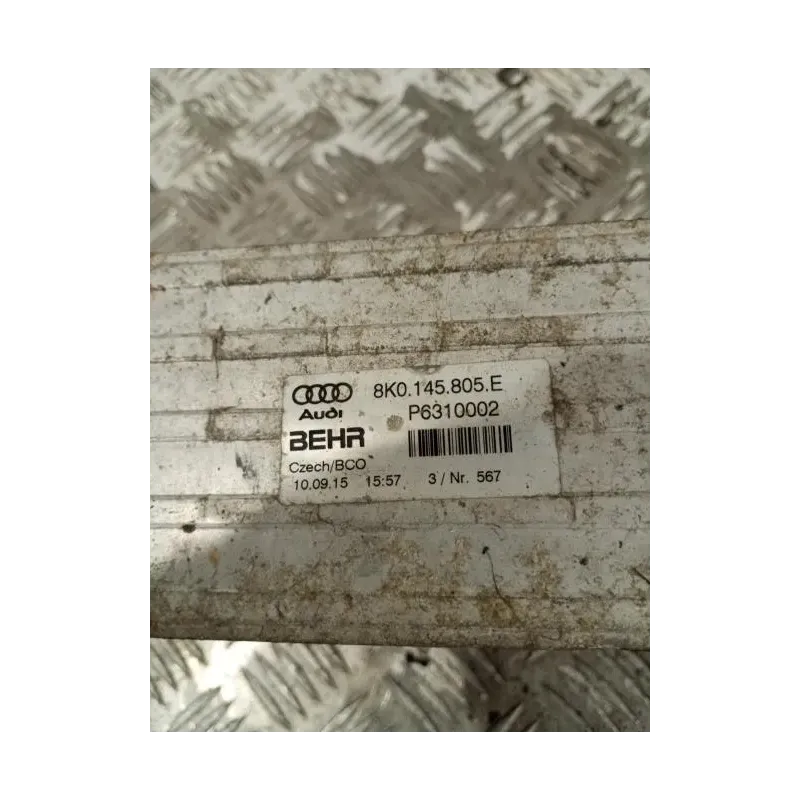 8K0.145.805.E
Audi
P6310002
BEHR
Czech/BCO
10.09.15 15:57 3 / Nr. 567